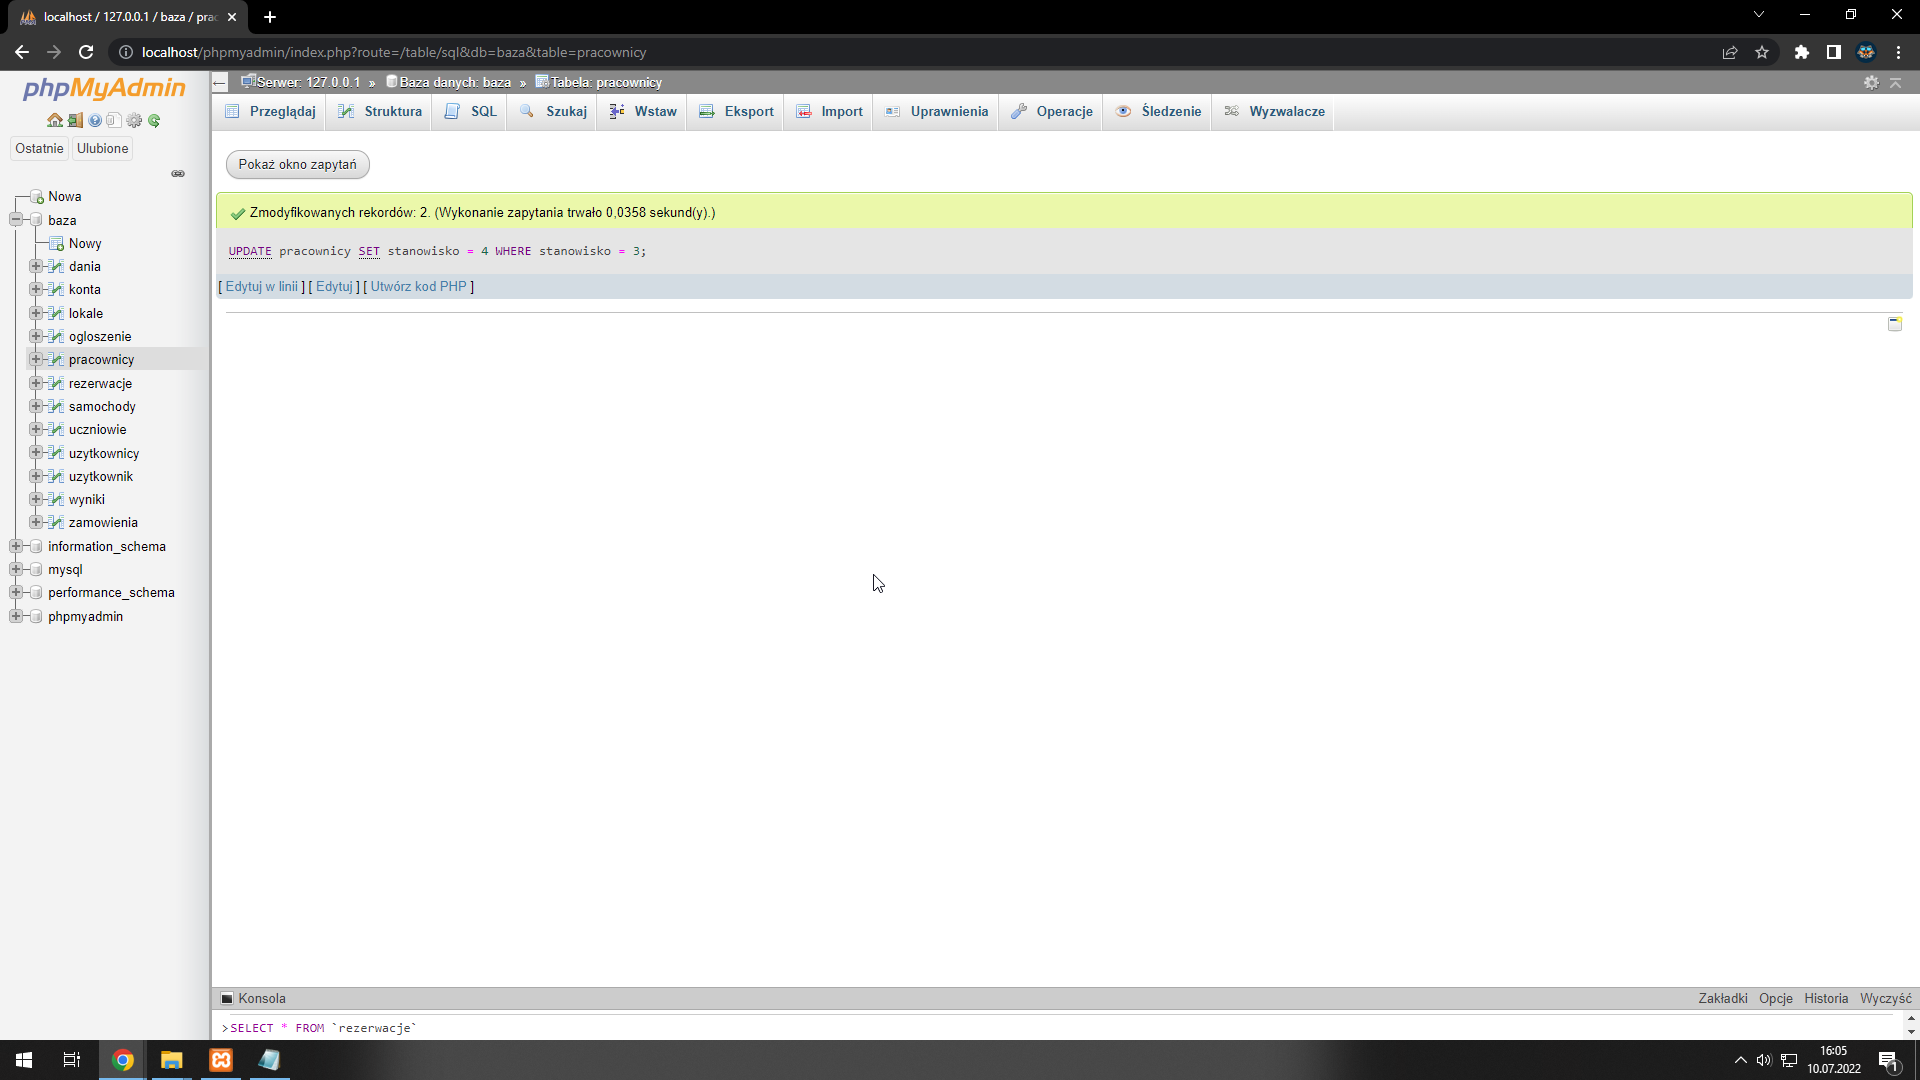 localhost / 127.0.0.1 / baza / prac
localhost/phpmyadmin/index.php?route=/table/sql&db=baza&table=pracownicy
phpMyAdmin
Ostatnie
Ulubione
Nowa
baza
Nowy
dania
konta
lokale
ogloszenie
pracownicy
rezerwacje
samochody
uczniowie
uzytkownicy
uzytkownik
wyniki
zamowienia
information_schema
mysql
performance_schema
phpmyadmin
Serwer: 127.0.0.1 » Baza danych: baza » Tabela: pracownicy
Przeglądaj Struktura SQL Szukaj Wstaw Eksport Import Uprawnienia Operacje Śledzenie Wyzwalacze
Pokaż okno zapytań
Zmodyfikowanych rekordów: 2. (Wykonanie zapytania trwało 0,0358 sekund(y).)
UPDATE pracownicy SET stanowisko = 4 WHERE stanowisko = 3;
[ Edytuj w linii ] [ Edytuj ] [ Utwórz kod PHP ]
Konsola
Zakładki Opcje Historia Wyczyść
>SELECT * FROM `rezerwacje`
16:05
10.07.2022
1